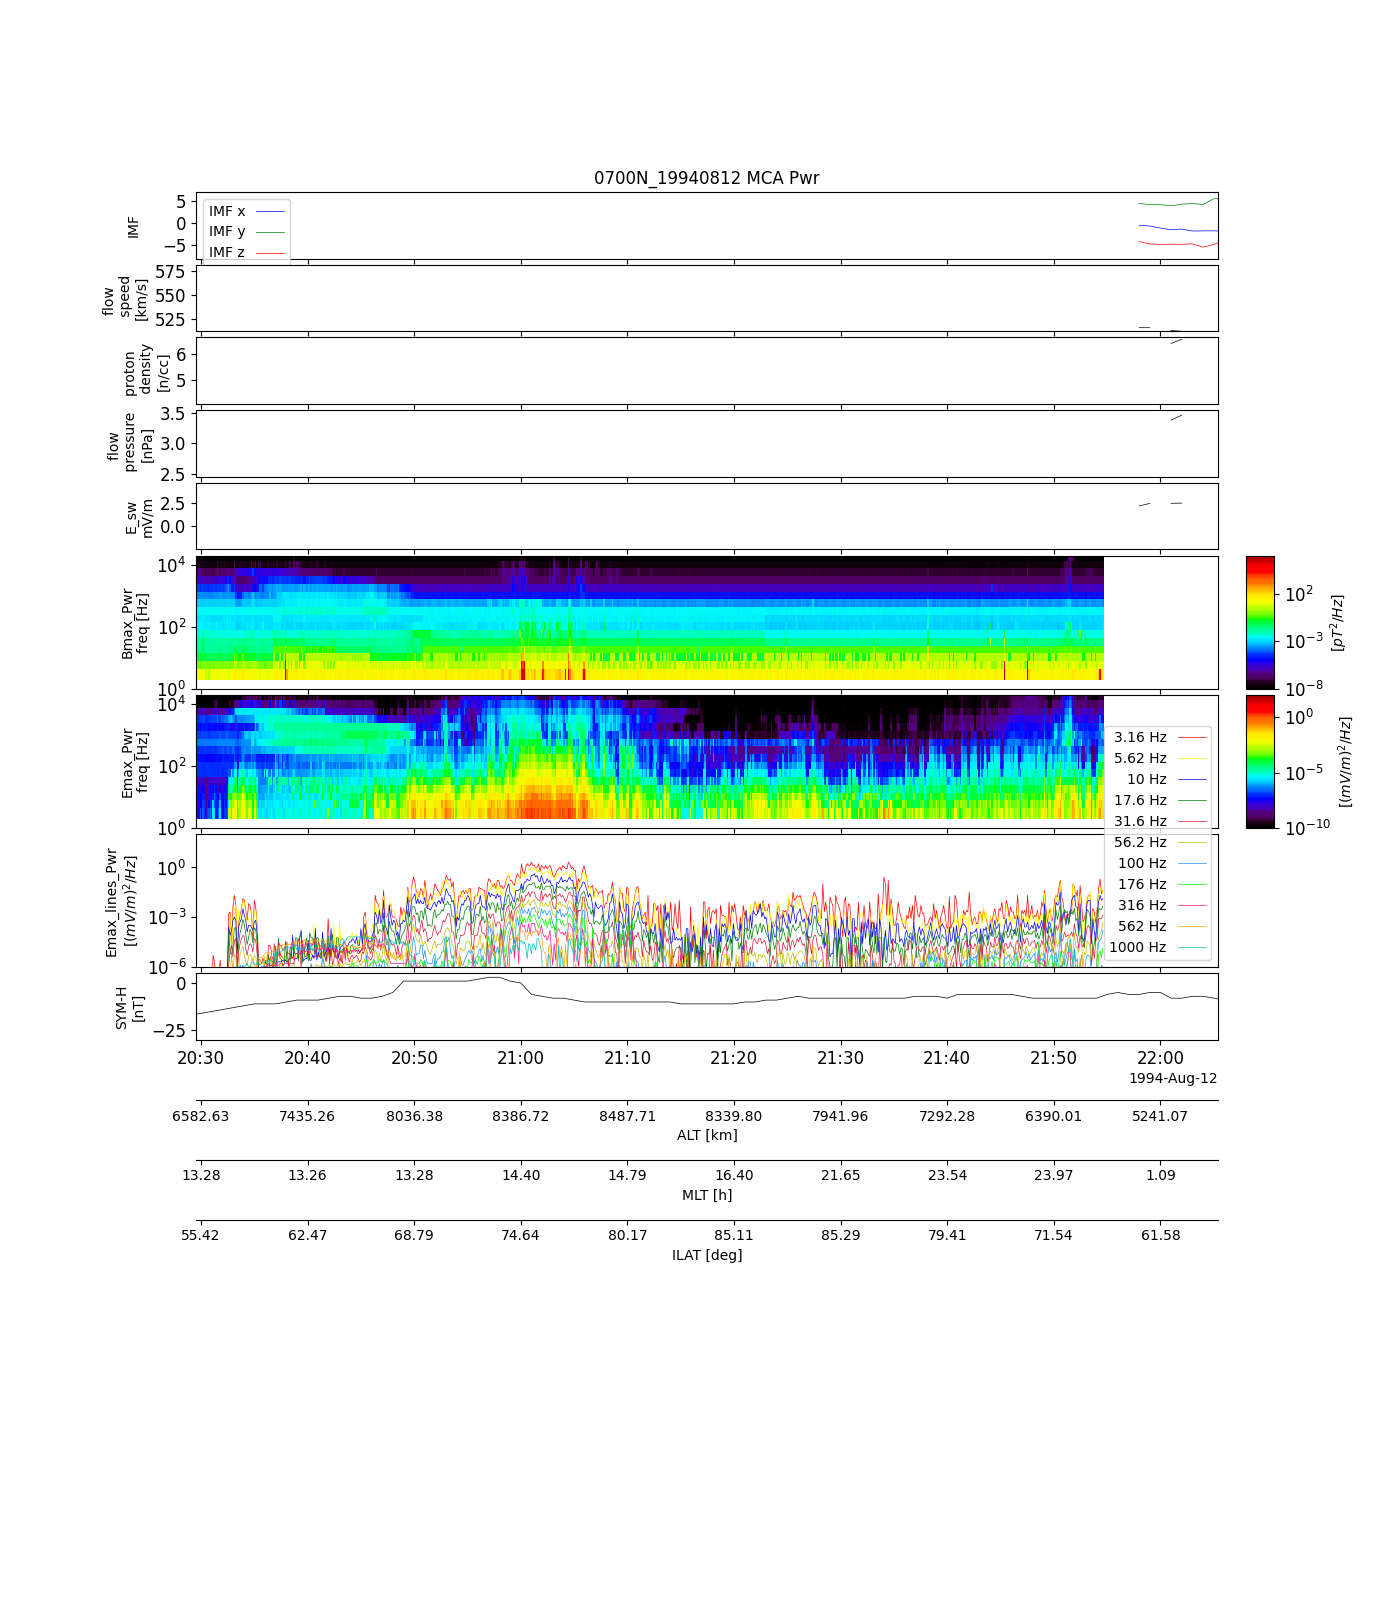 0700N_19940812 MCA Pwr
IMF
5
0
−5
IMF x
IMF y
IMF z
flow
speed
[km/s]
575
550
525
proton
density
[n/cc]
6
5
flow
pressure
[nPa]
3.5
3.0
2.5
E_sw
mV/m
2.5
0.0
Bmax_Pwr
freq [Hz]
10^4
10^2
10^0
10^2
10^−3
10^−8
[pT^2/Hz]
Emax_Pwr
freq [Hz]
10^4
10^2
10^0
10^0
10^−5
10^−10
[(mV/m)^2/Hz]
3.16 Hz
5.62 Hz
10 Hz
17.6 Hz
31.6 Hz
56.2 Hz
100 Hz
176 Hz
316 Hz
562 Hz
1000 Hz
Emax_lines_Pwr
[(mV/m)^2/Hz]
10^0
10^−3
10^−6
SYM-H
[nT]
0
−25
20:30 20:40 20:50 21:00 21:10 21:20 21:30 21:40 21:50 22:00
1994-Aug-12
6582.63 7435.26 8036.38 8386.72 8487.71 8339.80 7941.96 7292.28 6390.01 5241.07
ALT [km]
13.28 13.26 13.28 14.40 14.79 16.40 21.65 23.54 23.97 1.09
MLT [h]
55.42 62.47 68.79 74.64 80.17 85.11 85.29 79.41 71.54 61.58
ILAT [deg]